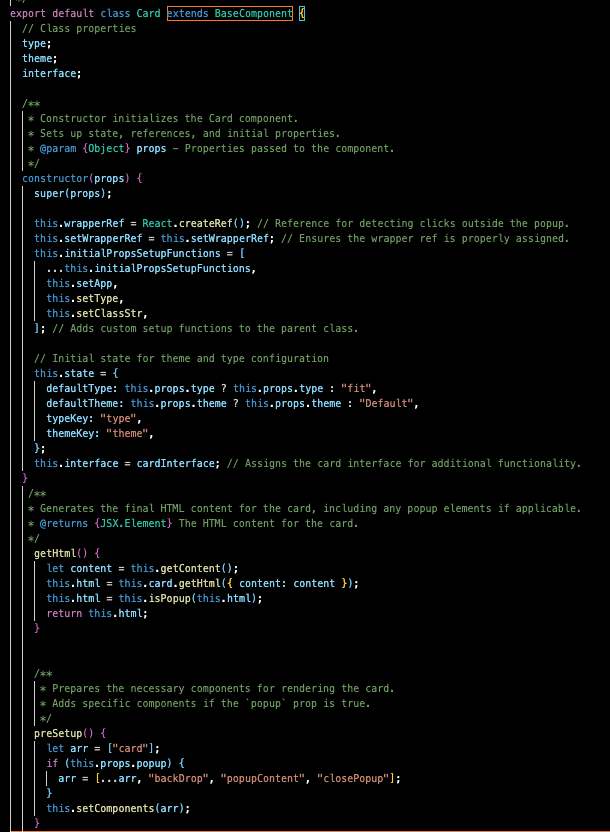 */
export default class Card extends BaseComponent {
// Class properties
type;
theme;
interface;
/**
* Constructor initializes the Card component.
* Sets up state, references, and initial properties.
* @param {Object} props – Properties passed to the component.
*/
constructor(props) {
super(props);
this.wrapperRef = React.createRef(); // Reference for detecting clicks outside the popup.
this.setWrapperRef = this.setWrapperRef; // Ensures the wrapper ref is properly assigned.
this.initialPropsSetupFunctions = [
...this.initialPropsSetupFunctions,
this.setApp,
this.setType,
this.setClassStr,
]; // Adds custom setup functions to the parent class.
// Initial state for theme and type configuration
this.state = {
defaultType: this.props.type ? this.props.type : "fit",
defaultTheme: this.props.theme ? this.props.theme : "Default",
typeKey: "type",
themeKey: "theme",
};
this.interface = cardInterface; // Assigns the card interface for additional functionality.
}
/**
* Generates the final HTML content for the card, including any popup elements if applicable.
* @returns {JSX.Element} The HTML content for the card.
*/
getHtml() {
let content = this.getContent();
this.html = this.card.getHtml({ content: content });
this.html = this.isPopup(this.html);
return this.html;
}
/**
* Prepares the necessary components for rendering the card.
* Adds specific components if the `popup` prop is true.
*/
preSetup() {
let arr = ["card"];
if (this.props.popup) {
arr = [...arr, "backDrop", "popupContent", "closePopup"];
}
this.setComponents(arr);
}